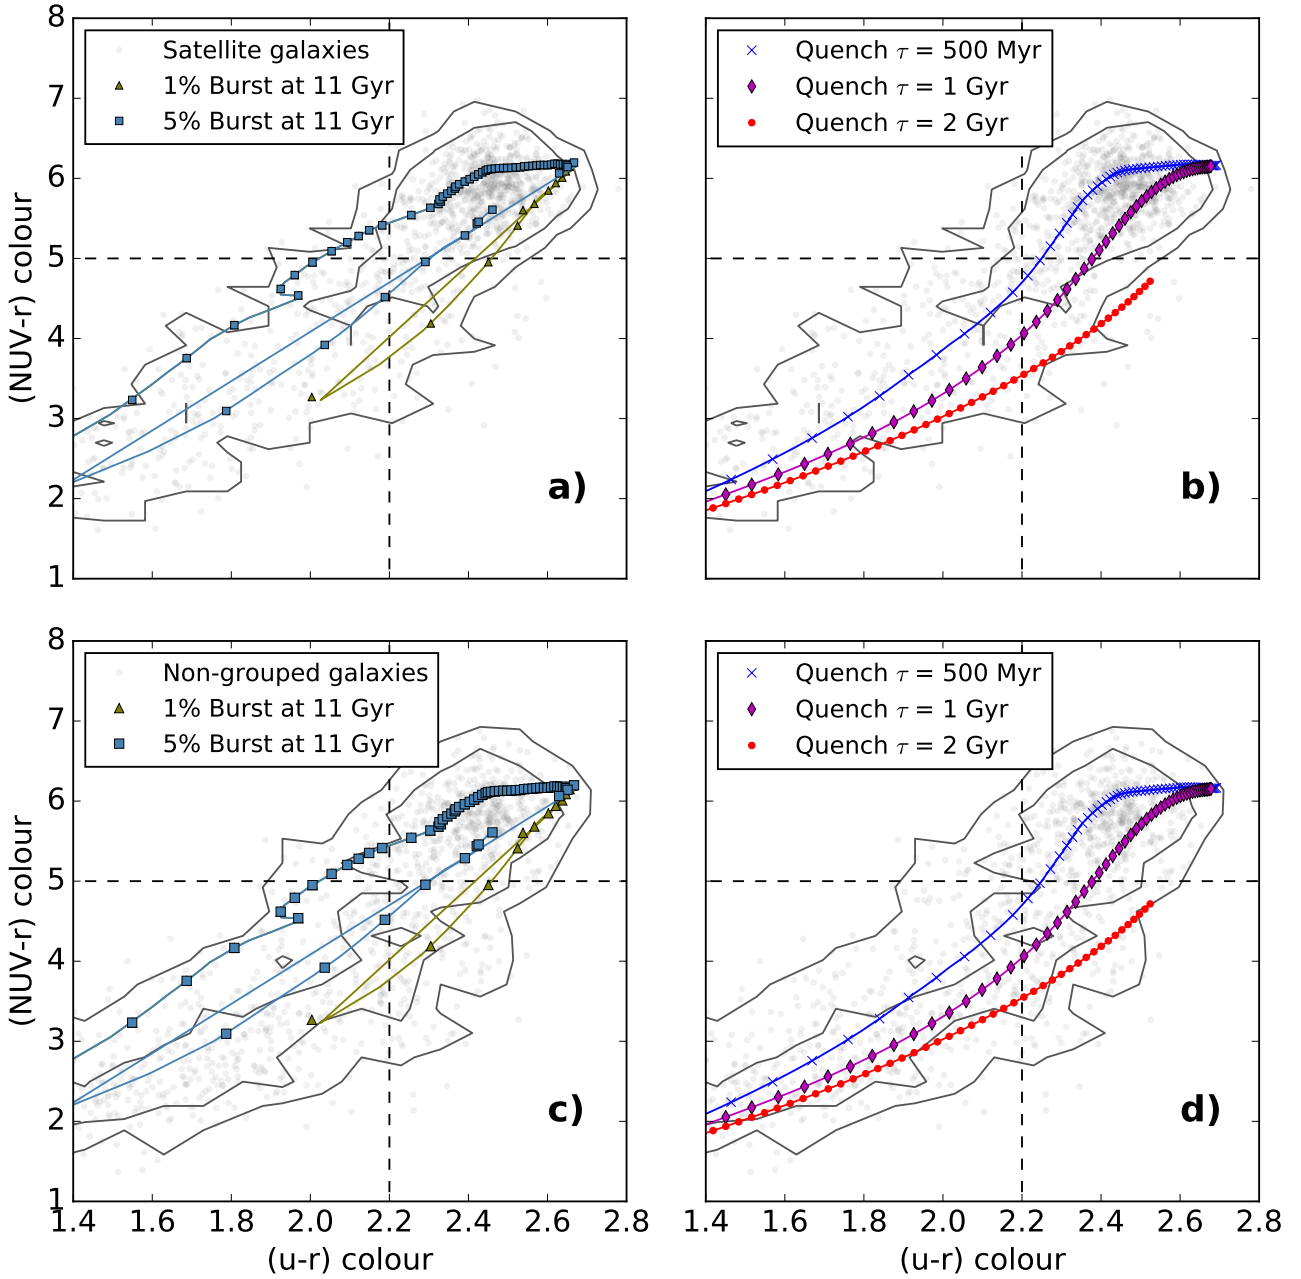 8
7
6
5
4
3
2
1
(NUV-r) colour
Satellite galaxies
1% Burst at 11 Gyr
5% Burst at 11 Gyr
a)
Quench τ = 500 Myr
Quench τ = 1 Gyr
Quench τ = 2 Gyr
b)
8
7
6
5
4
3
2
1
(NUV-r) colour
Non-grouped galaxies
1% Burst at 11 Gyr
5% Burst at 11 Gyr
c)
1.4 1.6 1.8 2.0 2.2 2.4 2.6 2.8
(u-r) colour
Quench τ = 500 Myr
Quench τ = 1 Gyr
Quench τ = 2 Gyr
d)
1.4 1.6 1.8 2.0 2.2 2.4 2.6 2.8
(u-r) colour